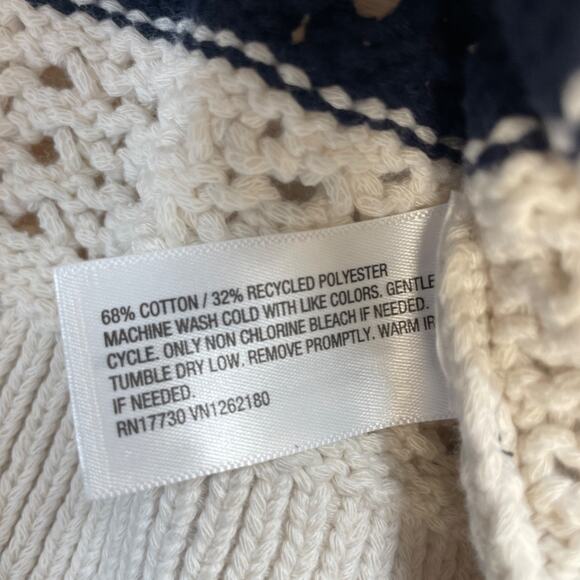 68% COTTON / 32% RECYCLED POLYESTER
MACHINE WASH COLD WITH LIKE COLORS. GENTLE
CYCLE. ONLY NON CHLORINE BLEACH IF NEEDED.
TUMBLE DRY LOW. REMOVE PROMPTLY. WARM IR
IF NEEDED.
RN17730 VN1262180